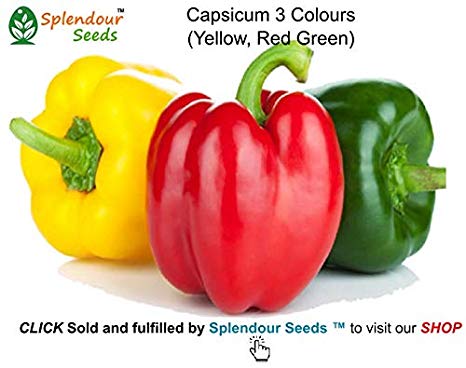 Splendour™
Seeds
Capsicum 3 Colours
(Yellow, Red Green)
CLICK Sold and fulfilled by Splendour Seeds ™ to visit our SHOP